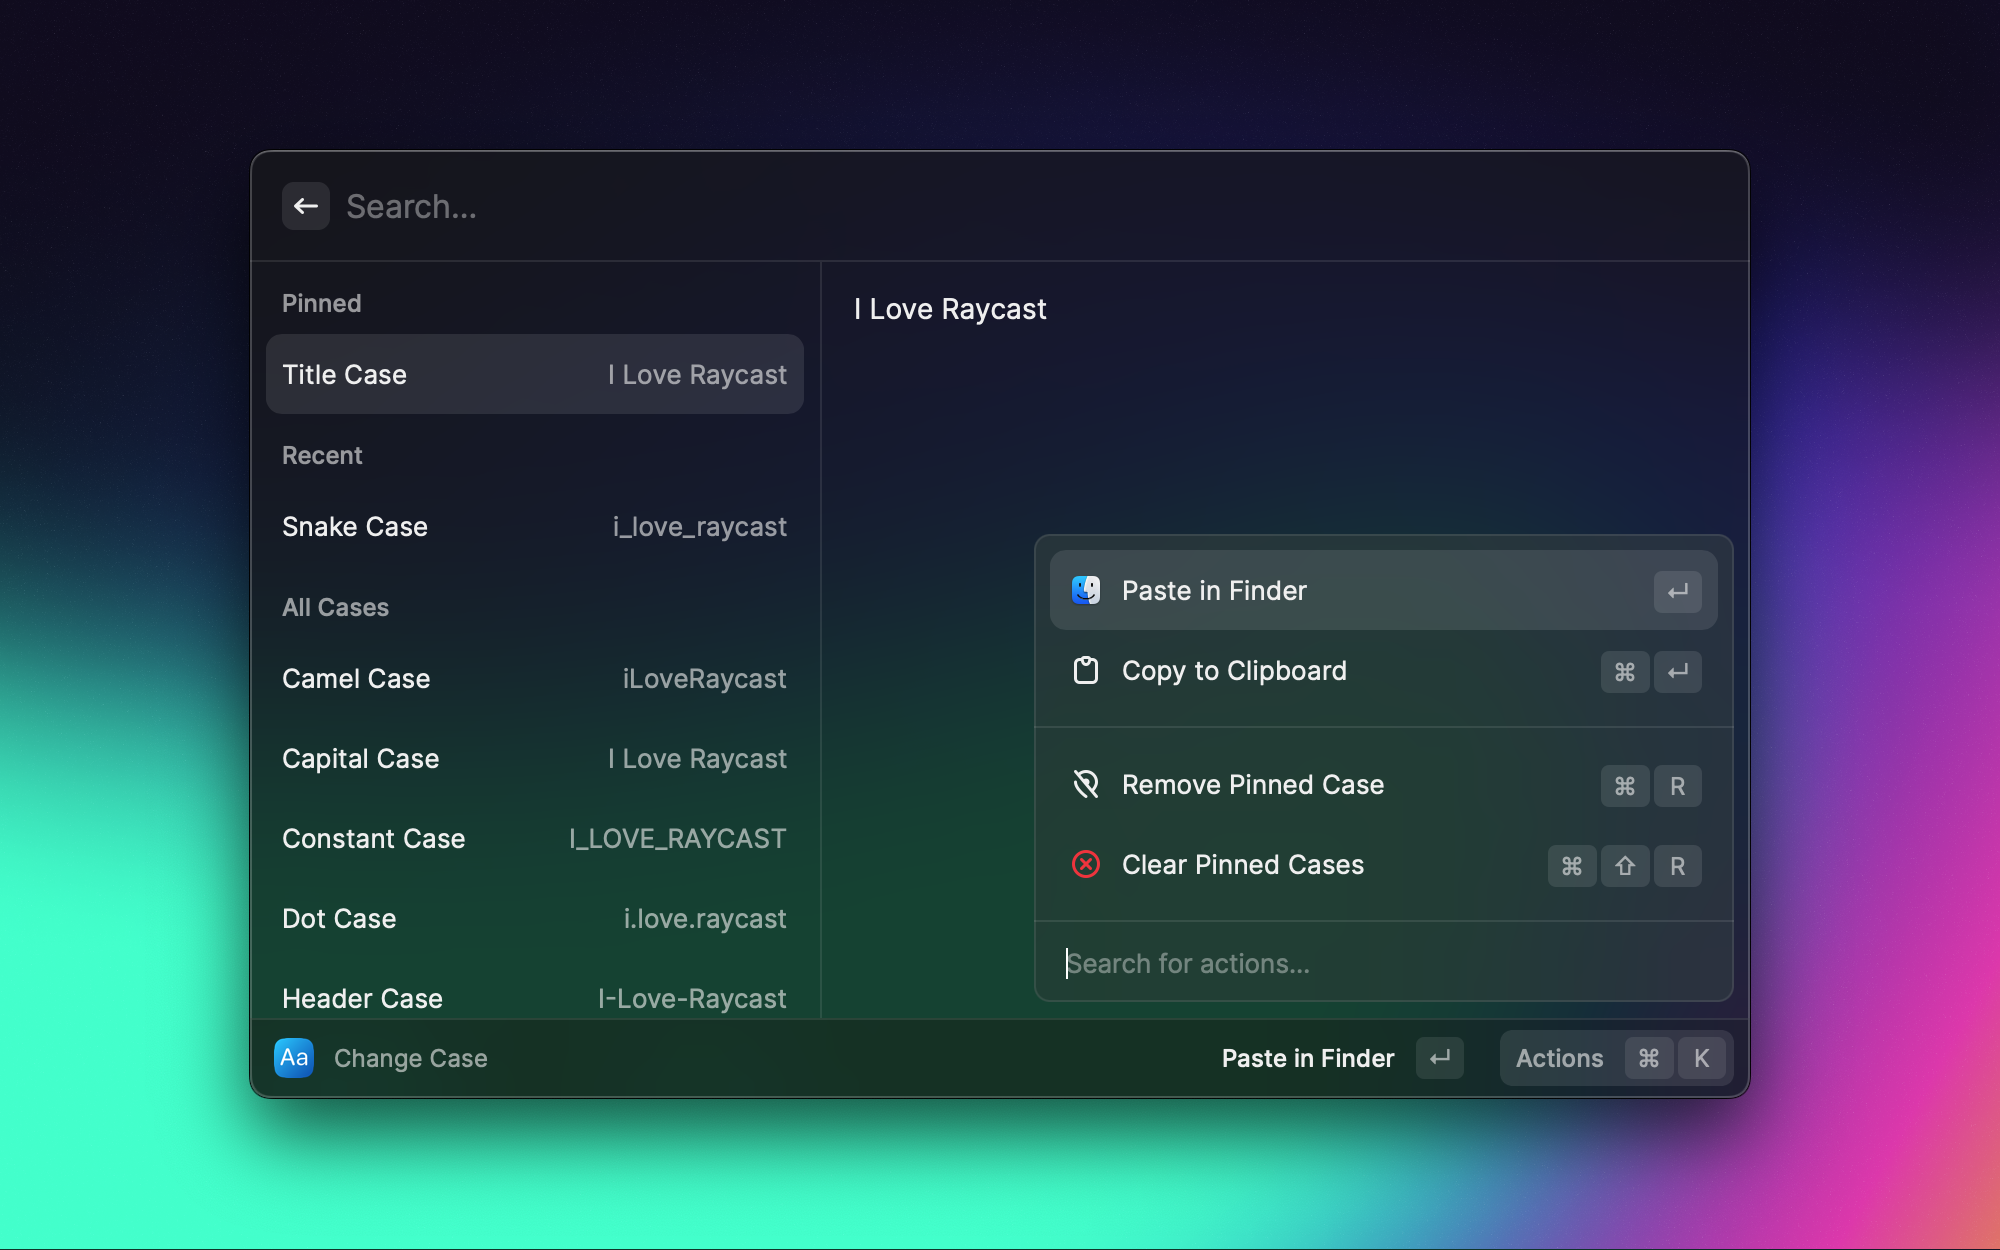 Search...
Pinned
Title Case I Love Raycast
Recent
Snake Case i_love_raycast
All Cases
Camel Case iLoveRaycast
Capital Case I Love Raycast
Constant Case I_LOVE_RAYCAST
Dot Case i.love.raycast
Header Case I-Love-Raycast
I Love Raycast
Paste in Finder ↵
Copy to Clipboard ⌘ ↵
Remove Pinned Case ⌘ R
Clear Pinned Cases ⌘ ⇧ R
Search for actions...
Aa Change Case
Paste in Finder ↵
Actions ⌘ K